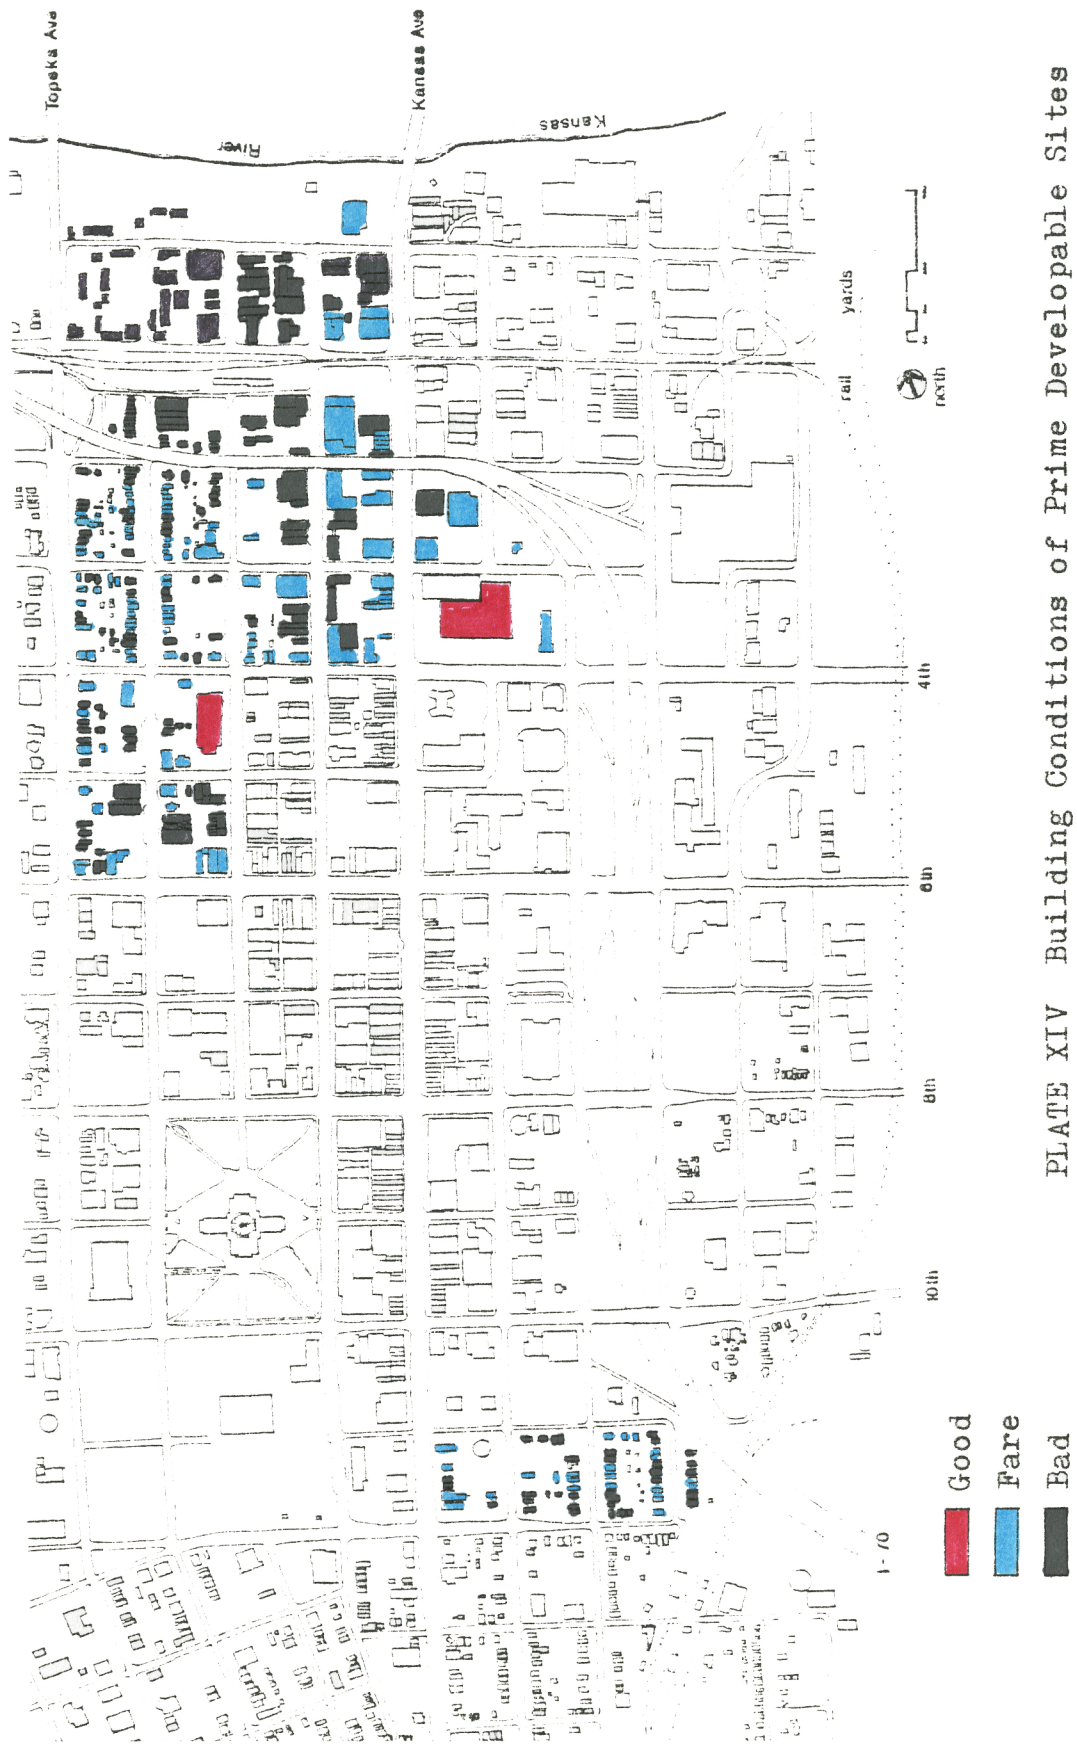 Topeka Ave
Kansas Ave
River
Kansas
rail
yards
north
4th
6th
8th
10th
I-70
Good
Fare
Bad
PLATE XIV Building Conditions of Prime Developable Sites